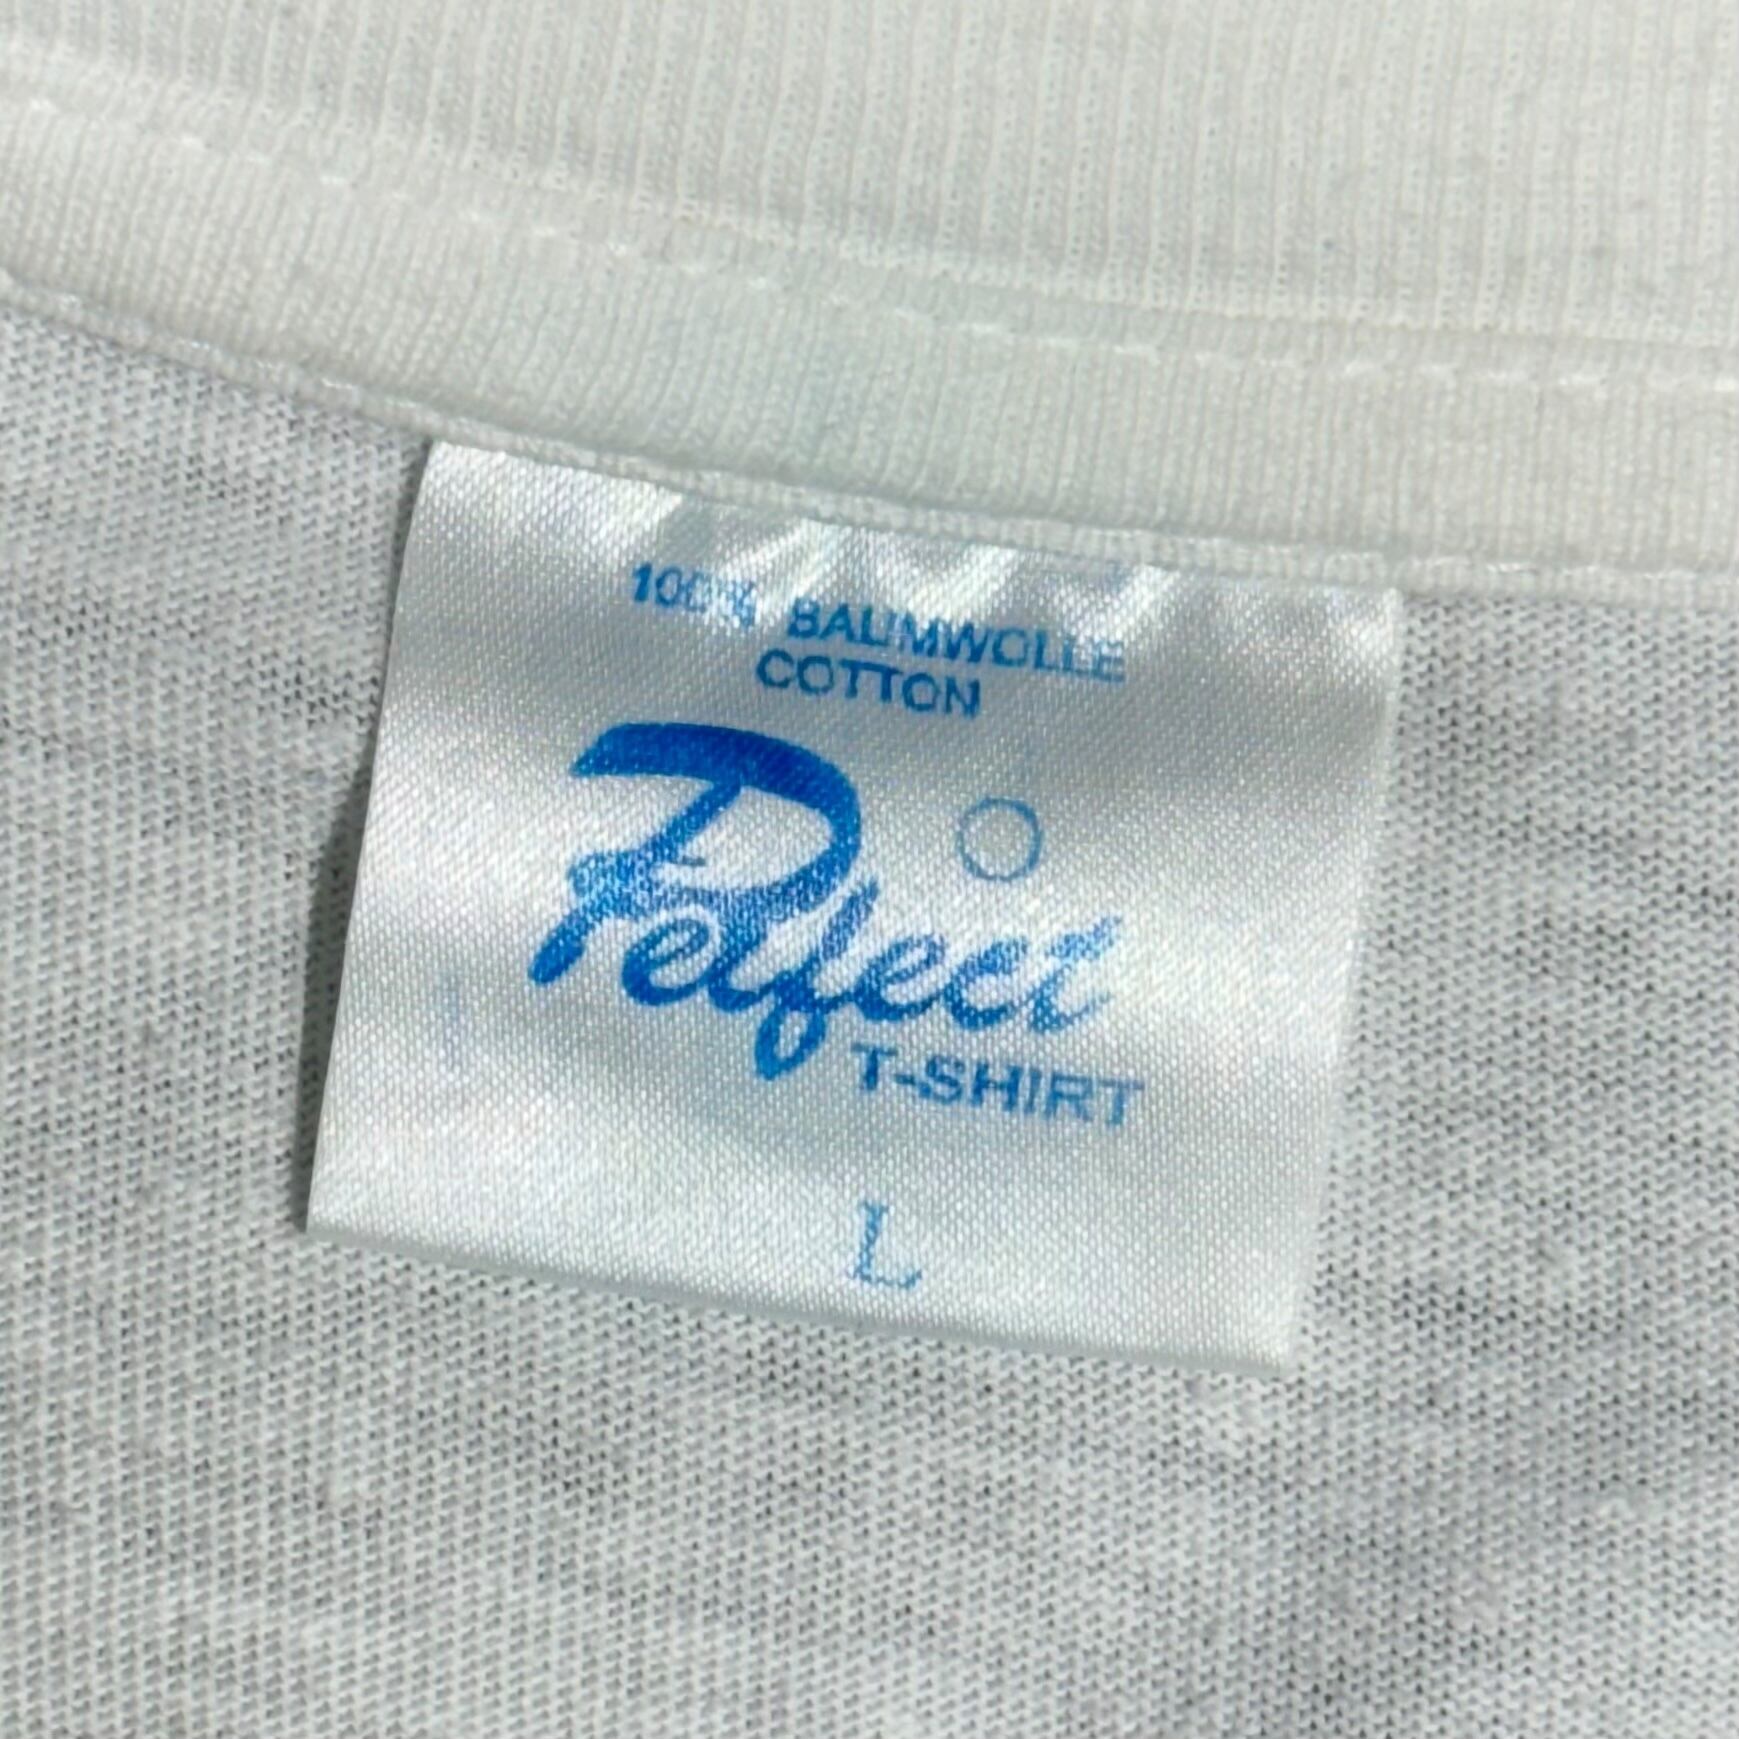 100% BAUMWOLLE
COTTON
Perfect
T-SHIRT
L